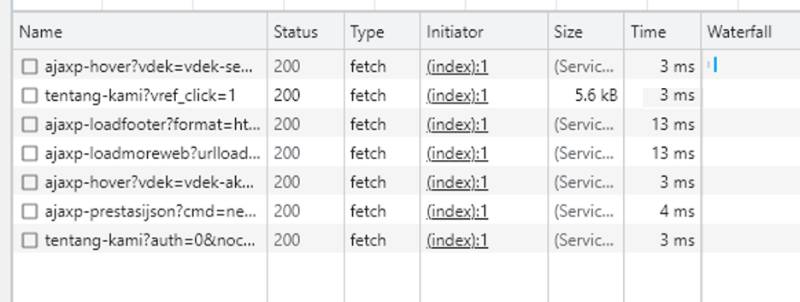 Name Status Type Initiator Size Time Waterfall
ajaxp-hover?vdek=vdek-se... 200 fetch (index):1 (Servic... 3 ms
tentang-kami?vref_click=1 200 fetch (index):1 5.6 kB 3 ms
ajaxp-loadfooter?format=ht... 200 fetch (index):1 (Servic... 13 ms
ajaxp-loadmoreweb?urlload... 200 fetch (index):1 (Servic... 13 ms
ajaxp-hover?vdek=vdek-ak... 200 fetch (index):1 (Servic... 3 ms
ajaxp-prestasijson?cmd=ne... 200 fetch (index):1 (Servic... 4 ms
tentang-kami?auth=0&noc... 200 fetch (index):1 (Servic... 3 ms